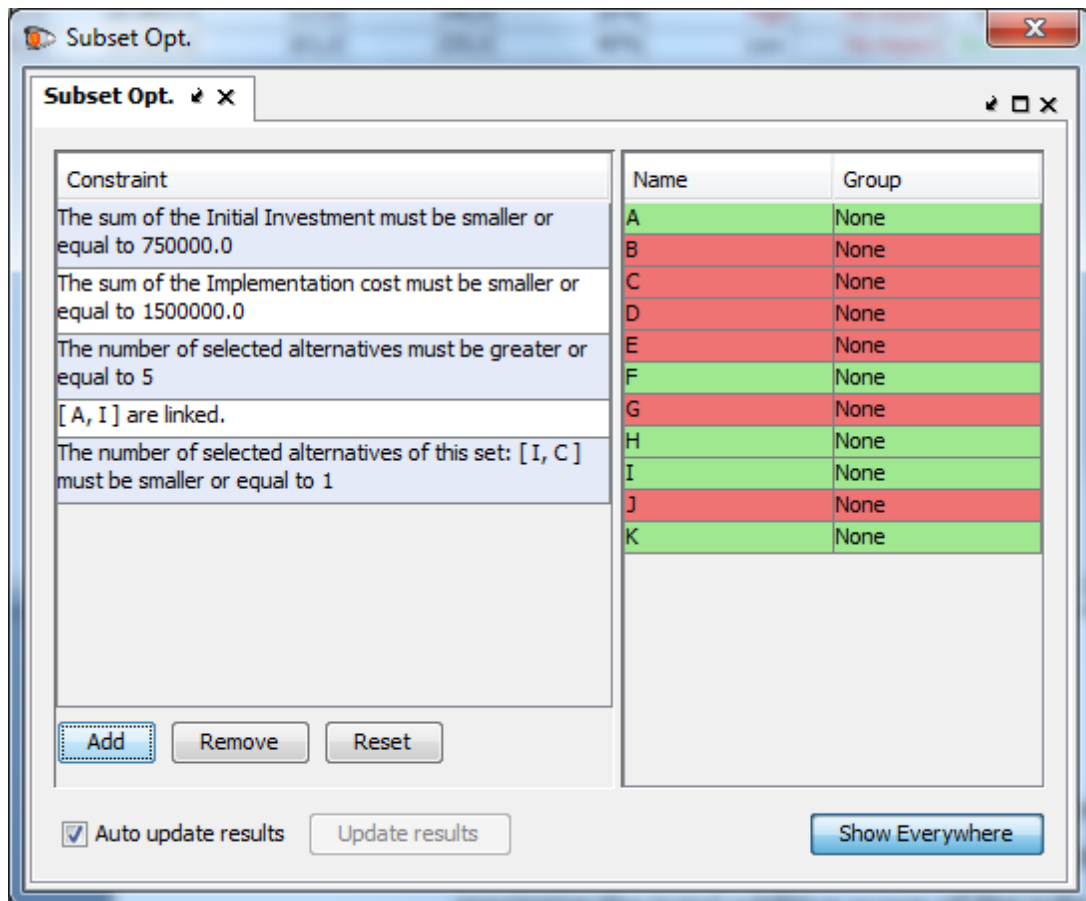 Subset Opt.
Subset Opt.
Constraint
The sum of the Initial Investment must be smaller or
equal to 750000.0
The sum of the Implementation cost must be smaller or
equal to 1500000.0
The number of selected alternatives must be greater or
equal to 5
[ A, I ] are linked.
The number of selected alternatives of this set: [ I, C ]
must be smaller or equal to 1
Name Group
A None
B None
C None
D None
E None
F None
G None
H None
I None
J None
K None
Add Remove Reset
Auto update results Update results Show Everywhere